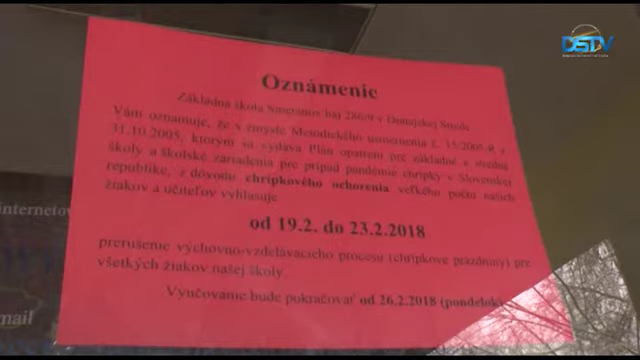 DSTV
Oznámenie
Základná škola Smetanov háj 286/9 v Dunajskej Strede
Vám oznamuje, že v zmysle Metodického usmernenia č. 15/2005-R z
31.10.2005, ktorým sa vydáva Plán opatrení pre základné a stredné
školy a školské zariadenia pre prípad pandémie chrípky v Slovenskej
republike, z dôvodu chrípkového ochorenia veľkého počtu našich
žiakov a učiteľov vyhlasuje
od 19.2. do 23.2.2018
prerušenie výchovno-vzdelávacieho procesu (chrípkové prázdniny) pre
všetkých žiakov našej školy.
Vyučovanie bude pokračovať od 26.2.2018 (pondelok)
internetov
mail